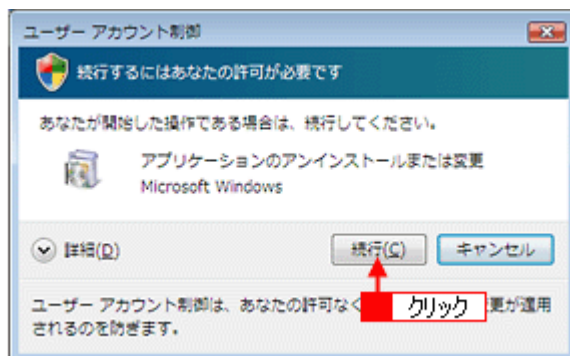 ユーザー アカウント制御
続行するにはあなたの許可が必要です
あなたが開始した操作である場合は、続行してください。
アプリケーションのアンインストールまたは変更
Microsoft Windows
詳細(D)
続行(C)
キャンセル
クリック
ユーザー アカウント制御は、あなたの許可なく 更が適用
されるのを防ぎます。